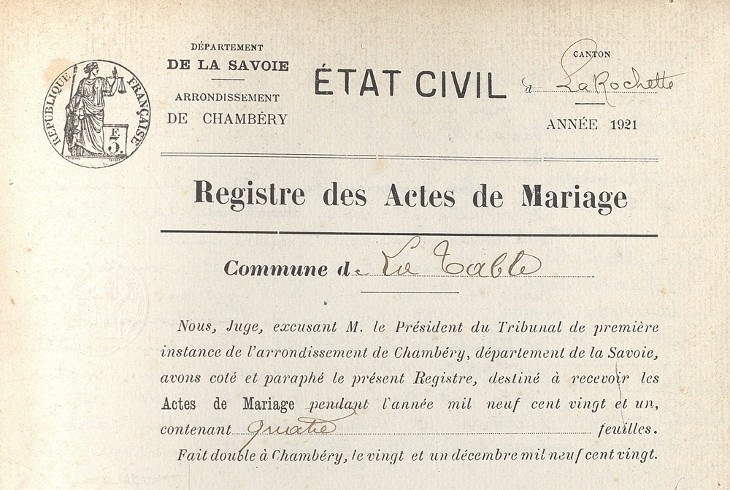 RÉPUBLIQUE FRANÇAISE
F.
3.
DÉPARTEMENT
DE LA SAVOIE
ARRONDISSEMENT
DE CHAMBÉRY
ÉTAT CIVIL
CANTON
d La Rochette
ANNÉE 1921
Registre des Actes de Mariage
Commune de La Table
Nous, Juge, excusant M. le Président du Tribunal de première
instance de l'arrondissement de Chambéry, département de la Savoie,
avons coté et paraphé le présent Registre, destiné à recevoir les
Actes de Mariage pendant l'année mil neuf cent vingt et un,
contenant quatre feuilles.
Fait double à Chambéry, le vingt et un décembre mil neuf cent vingt.